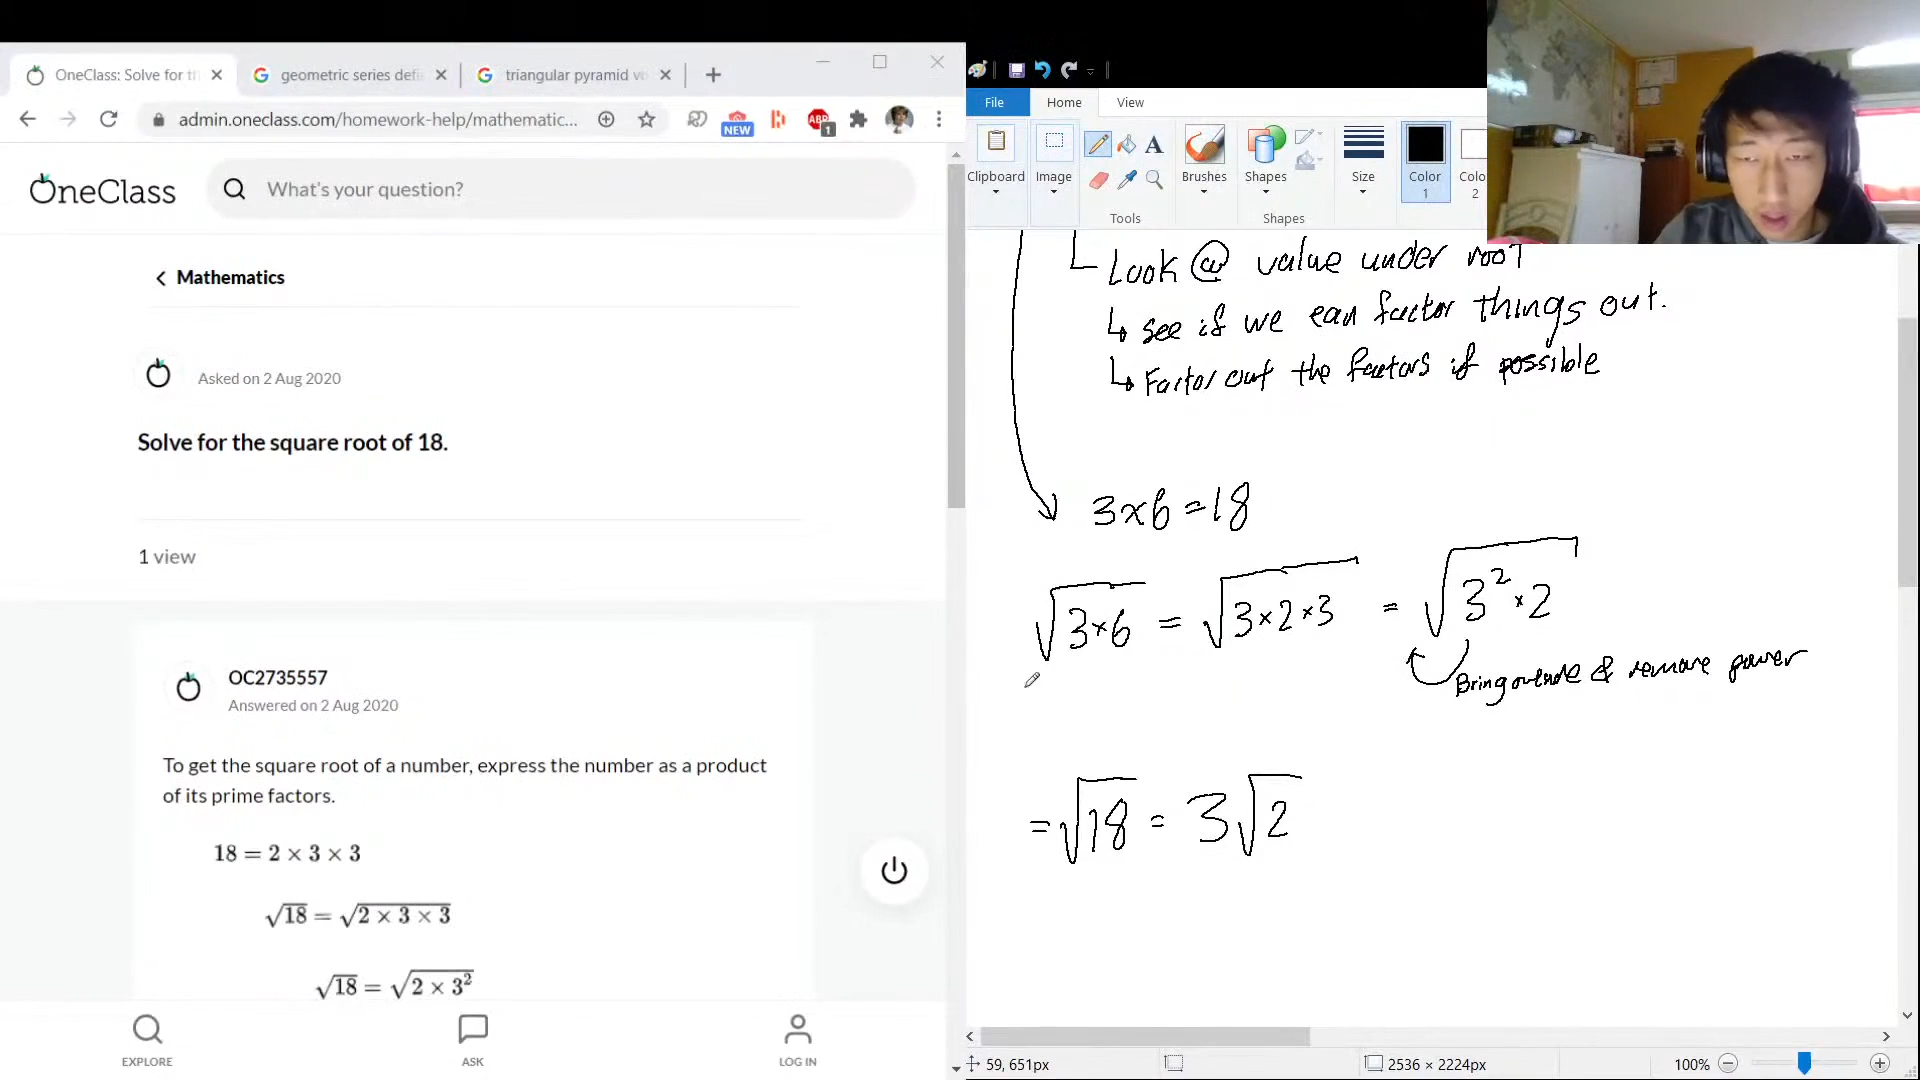 OneClass: Solve for th
geometric series defi
triangular pyramid vo
admin.oneclass.com/homework-help/mathematic...
NEW
ABP
1
OneClass
What's your question?
Mathematics
Asked on 2 Aug 2020
Solve for the square root of 18.
1 view
OC2735557
Answered on 2 Aug 2020
To get the square root of a number, express the number as a product
of its prime factors.
18 = 2 × 3 × 3
√18 = √2 × 3 × 3
√18 = √2 × 3²
EXPLORE
ASK
LOG IN
File
Home
View
Clipboard
Image
Tools
Brushes
Shapes
Shapes
Size
Color
1
Colo
2
Look @ value under root
see if we can factor things out.
Factor out the factors if possible
3×6=18
√3×6 = √3×2×3 = √3²×2
Bring outside & remove power
= √18 = 3√2
59, 651px
2536 × 2224px
100%